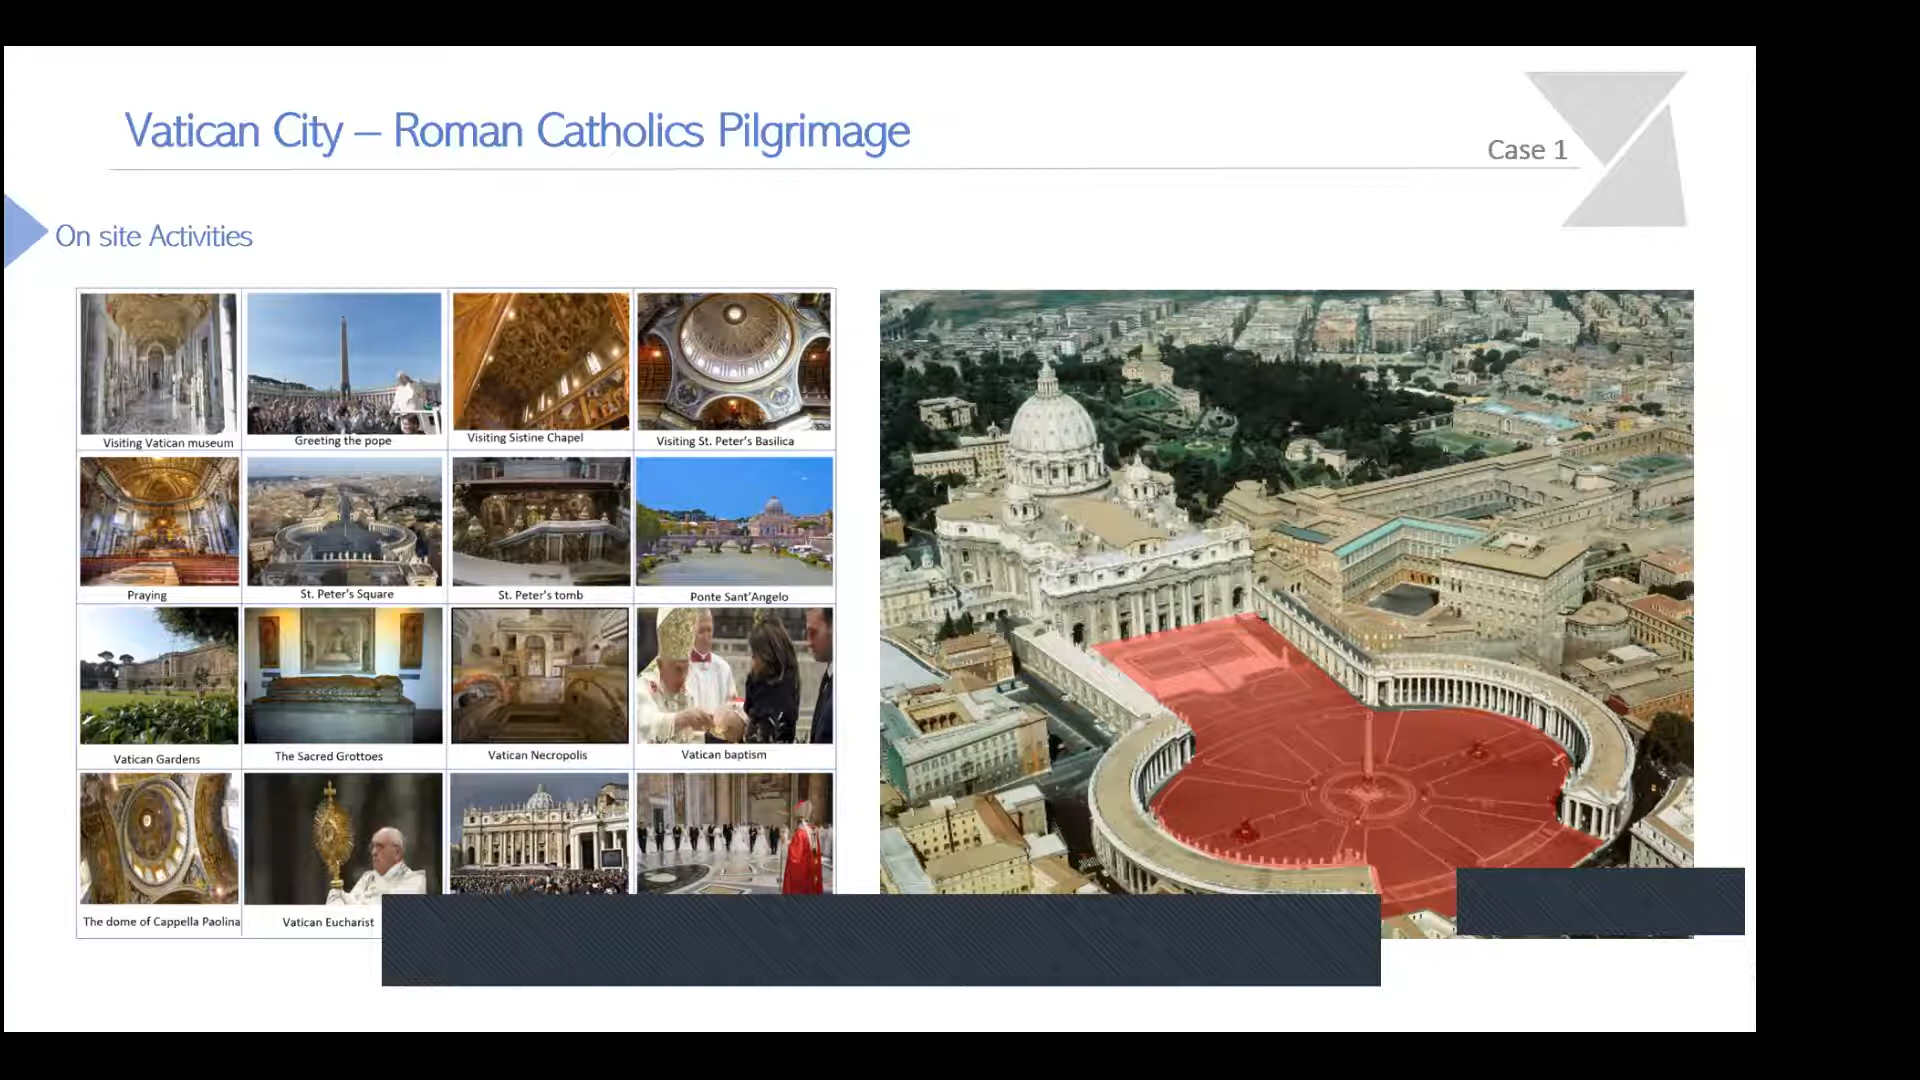 Vatican City – Roman Catholics Pilgrimage
Case 1
On site Activities
Visiting Vatican museum
Greeting the pope
Visiting Sistine Chapel
Visiting St. Peter's Basilica
Praying
St. Peter's Square
St. Peter's tomb
Ponte Sant'Angelo
Vatican Gardens
The Sacred Grottoes
Vatican Necropolis
Vatican baptism
The dome of Cappella Paolina
Vatican Eucharist